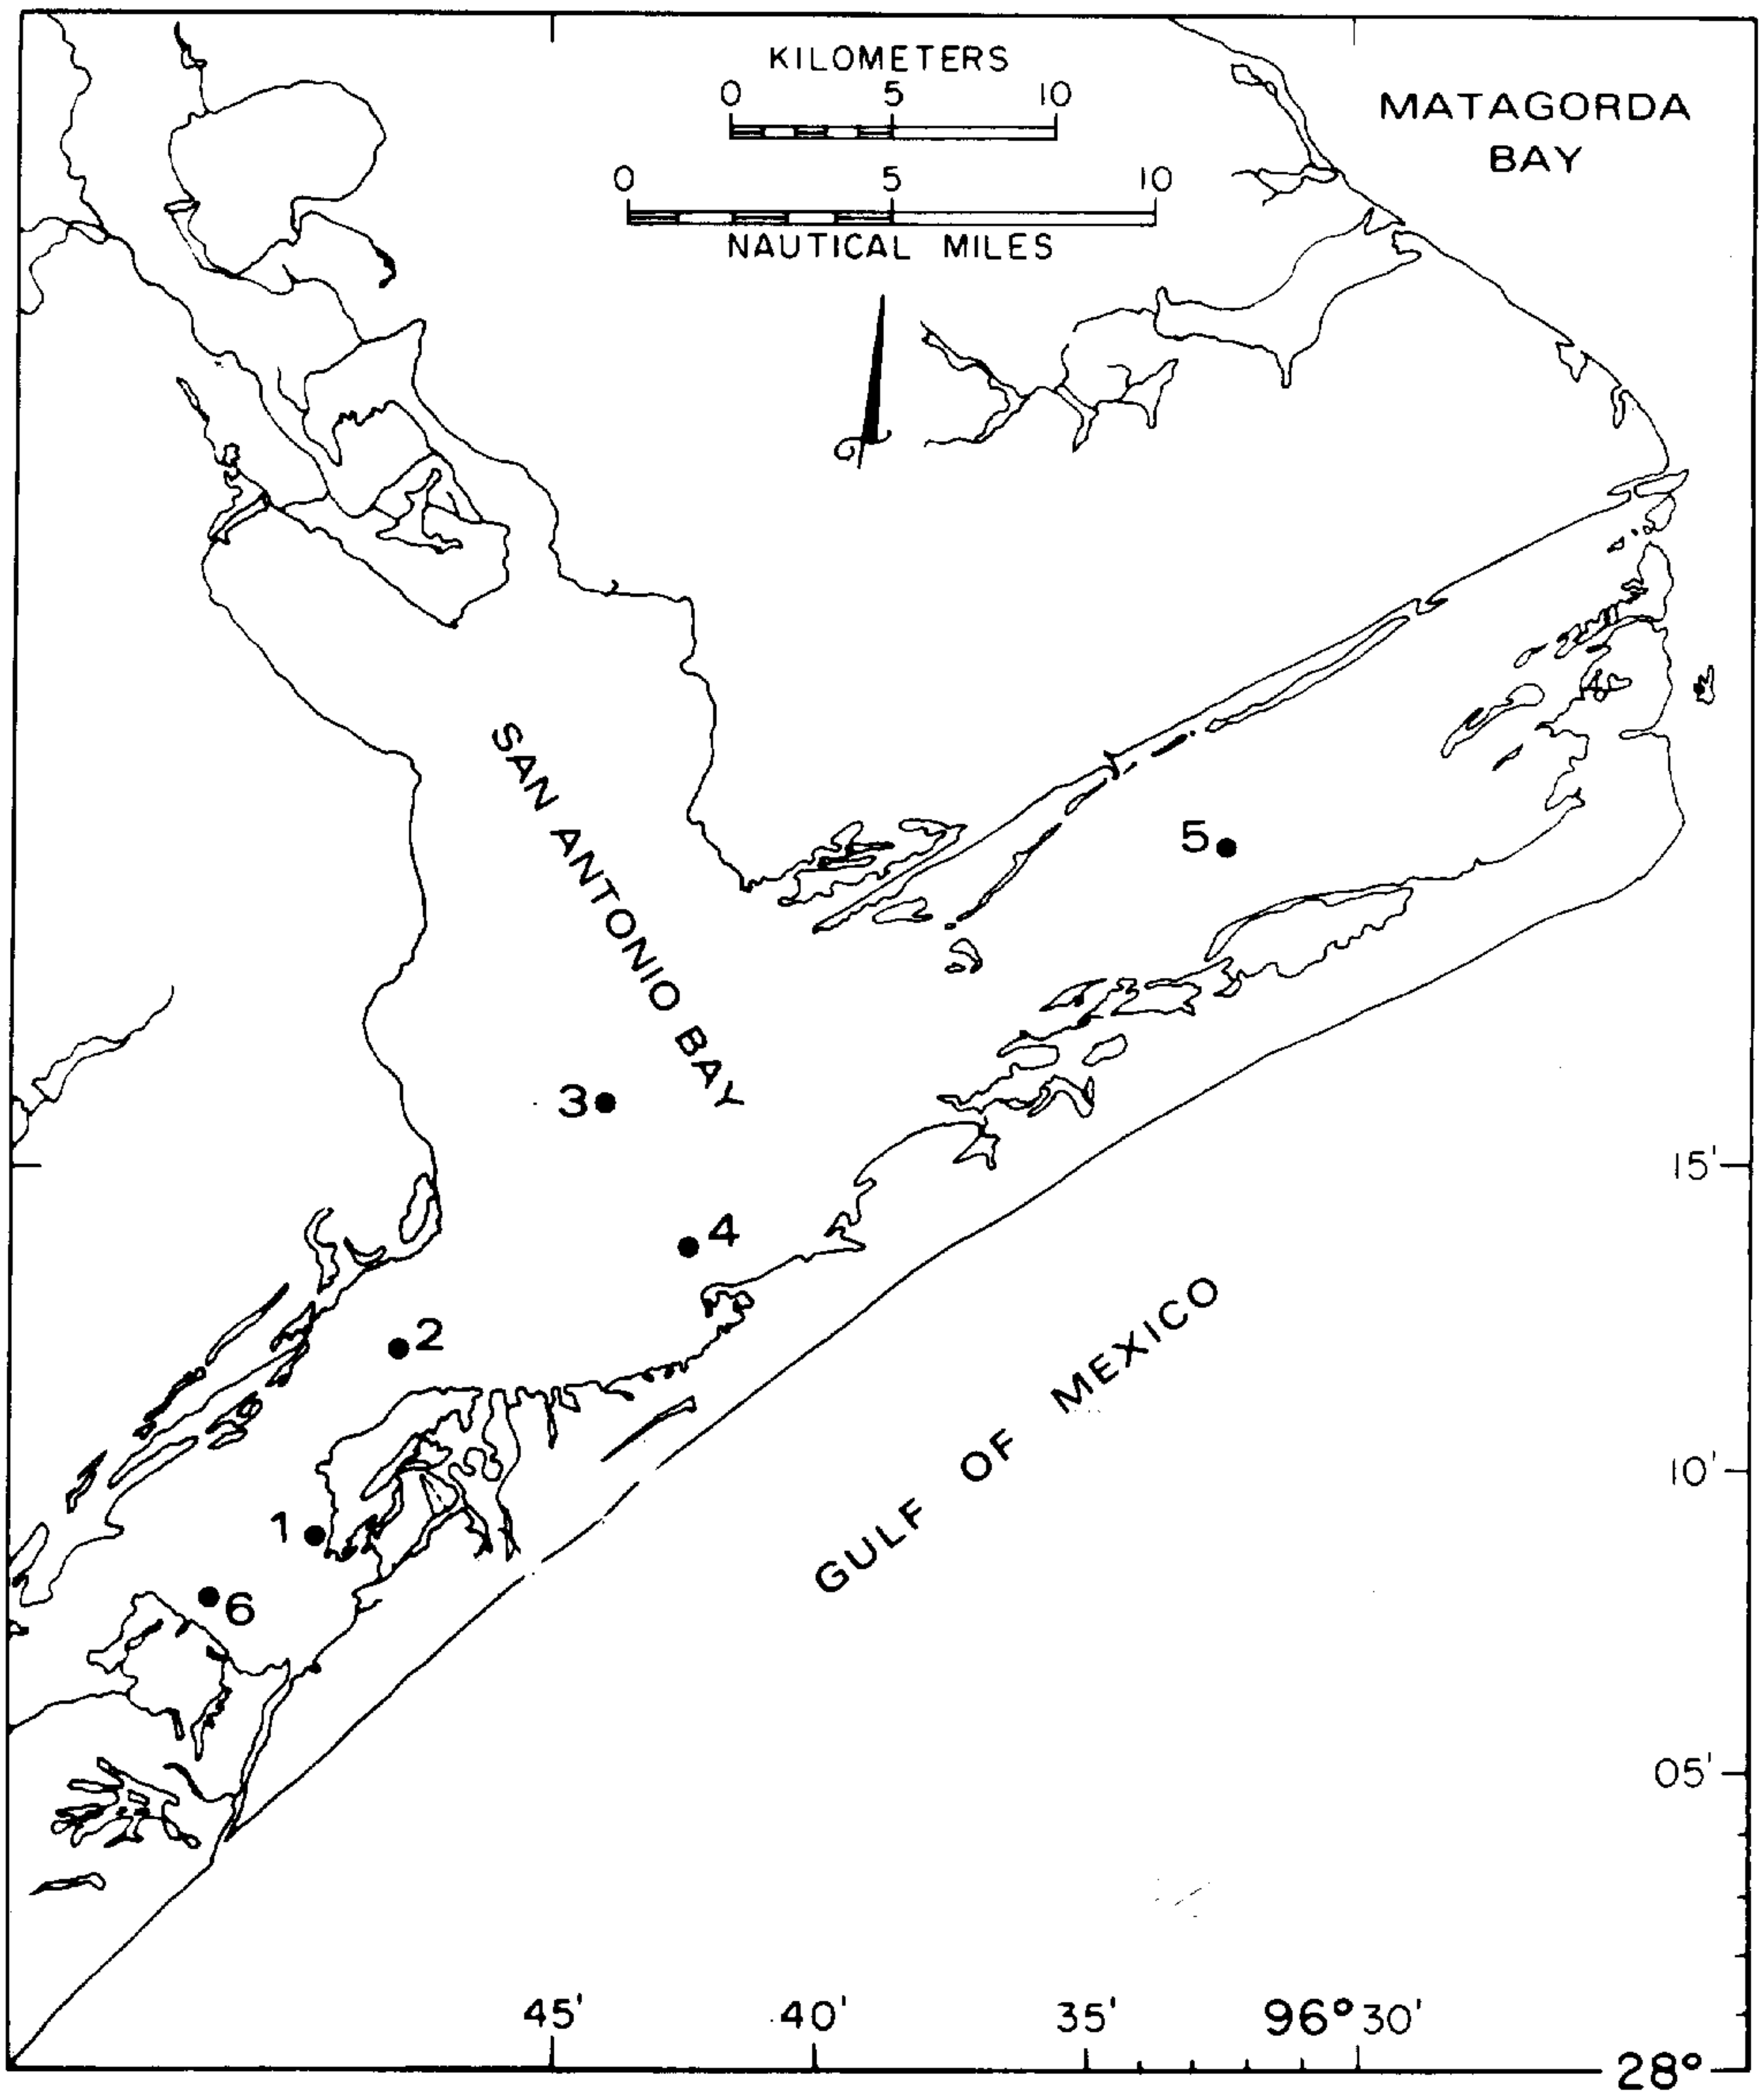 KILOMETERS
0 5 10
0 5 10
NAUTICAL MILES
MATAGORDA
BAY
SAN ANTONIO BAY
5
3
4
2
1
6
GULF OF MEXICO
15'
10'
05'
45' 40' 35' 96°30'
28°